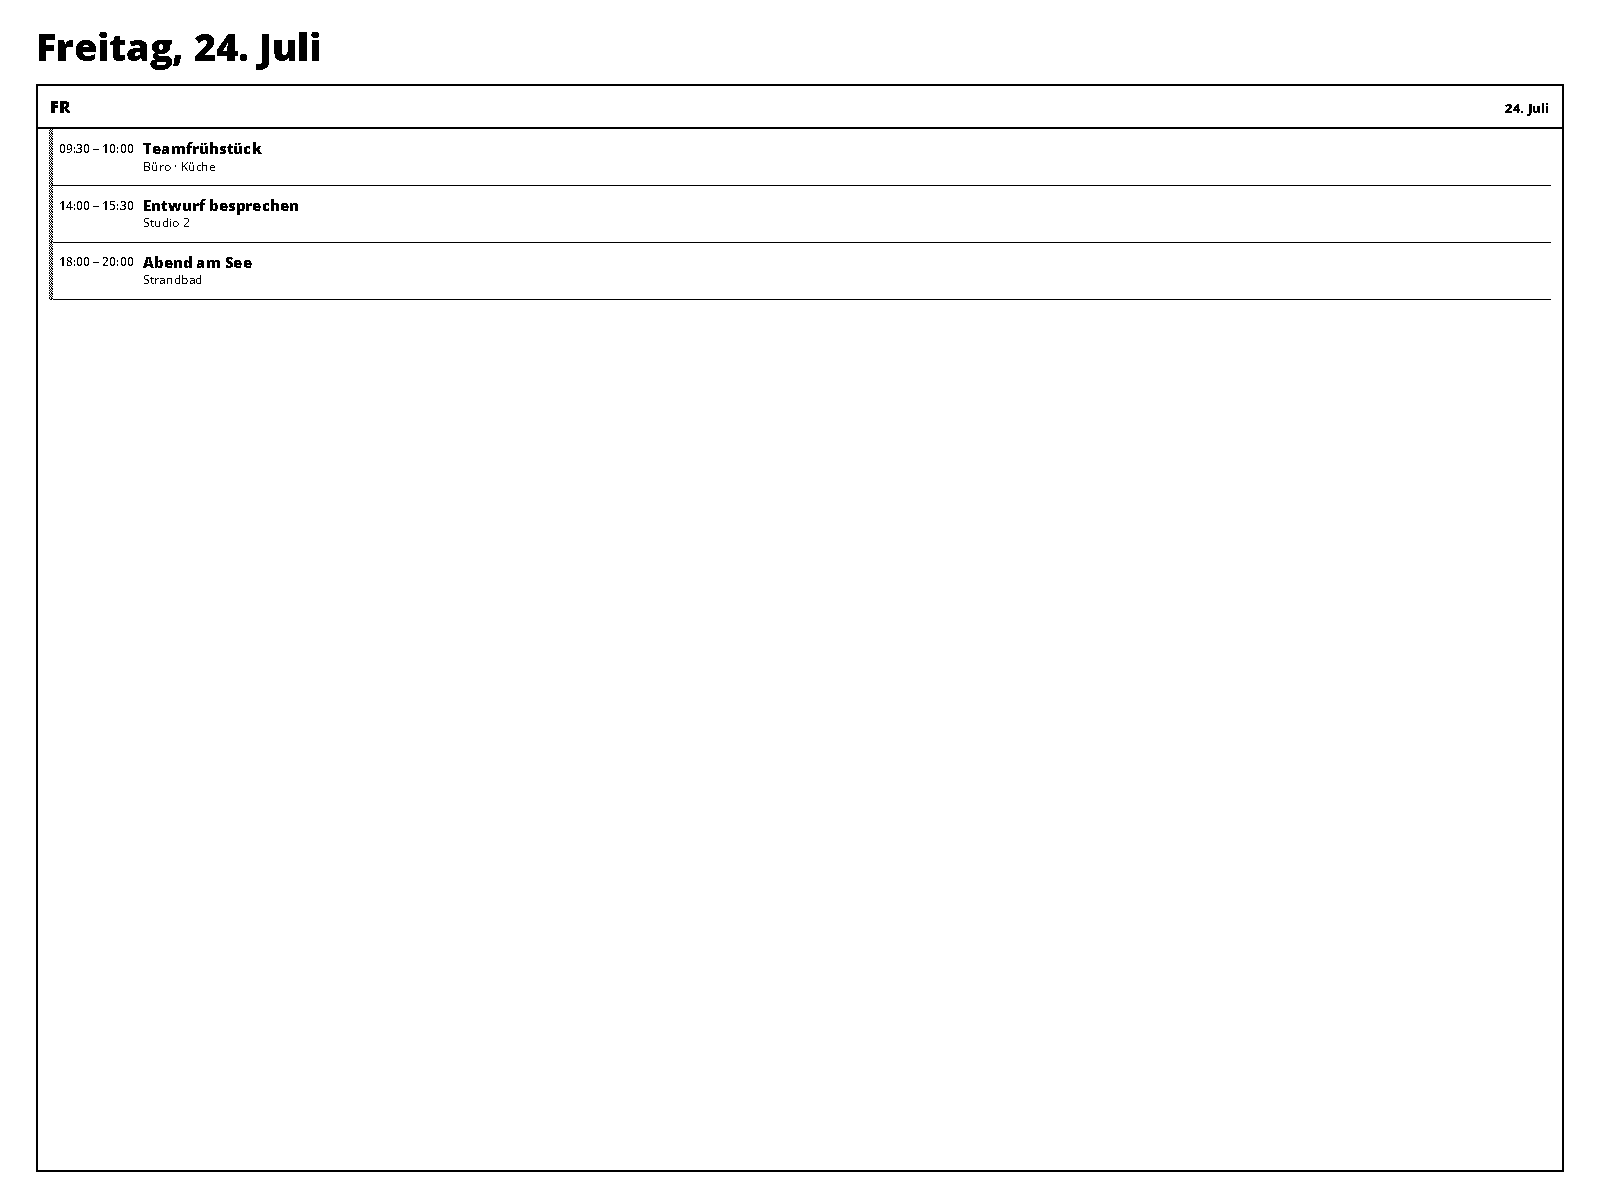 Freitag, 24. Juli
FR 24. Juli
09:30 – 10:00 Teamfrühstück
Büro · Küche
14:00 – 15:30 Entwurf besprechen
Studio 2
18:00 – 20:00 Abend am See
Strandbad